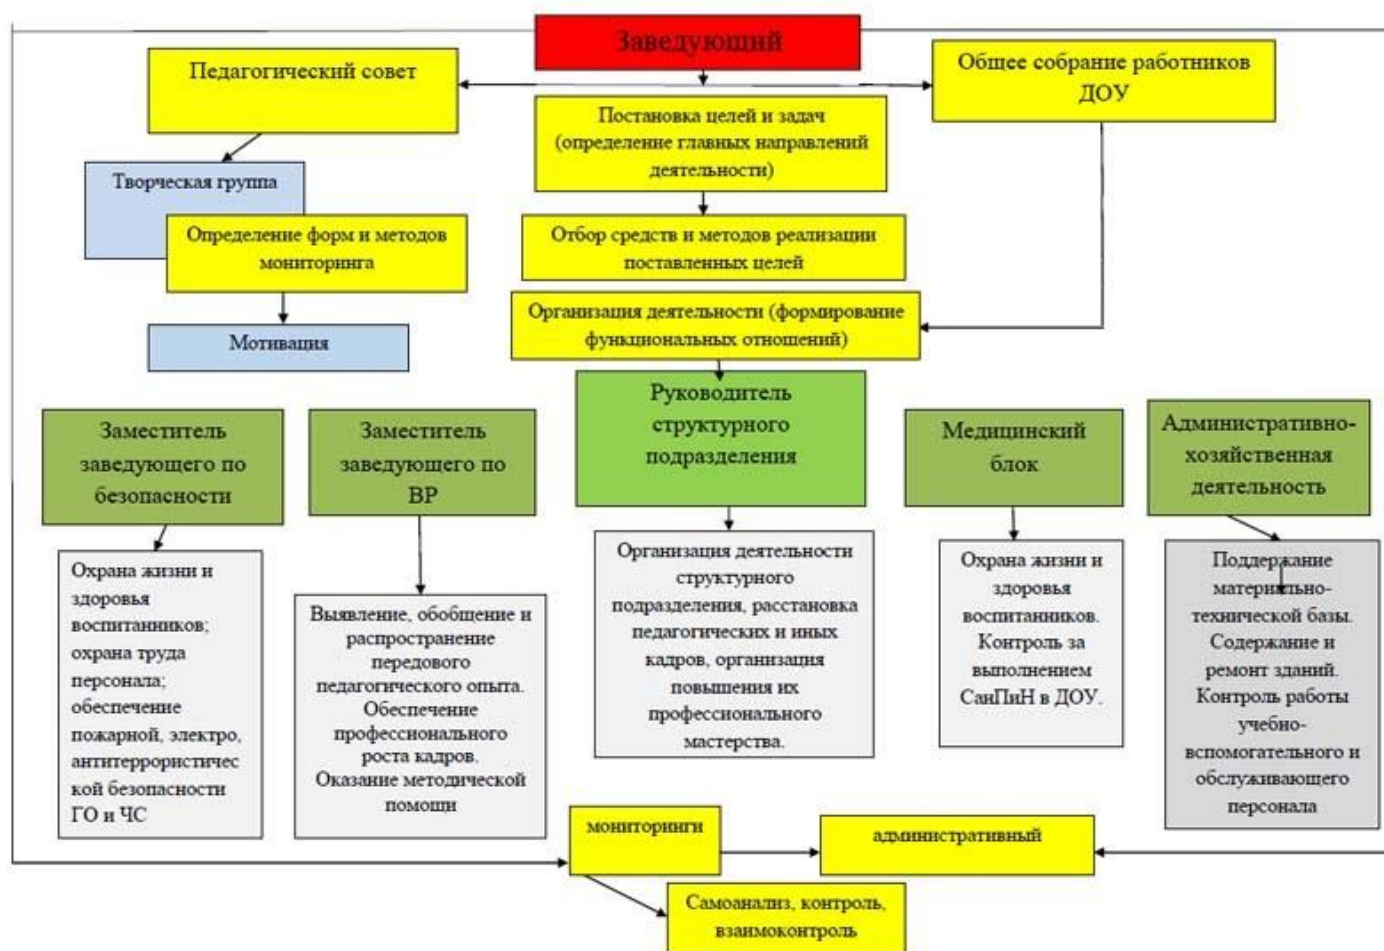 Заведующий
Педагогический совет
Общее собрание работников
ДОУ
Постановка целей и задач
(определение главных направлений
деятельности)
Творческая группа
Определение форм и методов
мониторинга
Отбор средств и методов реализации
поставленных целей
Организация деятельности (формирование
функциональных отношений)
Мотивация
Заместитель
заведующего по
безопасности
Заместитель
заведующего по
ВР
Руководитель
структурного
подразделения
Медицинский
блок
Административно-
хозяйственная
деятельность
Охрана жизни и
здоровья
воспитанников;
охрана труда
персонала;
обеспечение
пожарной, электро,
антитеррористичес
кой безопасности
ГО и ЧС
Выявление, обобщение и
распространение
передового
педагогического опыта.
Обеспечение
профессионального
роста кадров.
Оказание методической
помощи
Организация деятельности
структурного
подразделения, расстановка
педагогических и иных
кадров, организация
повышения их
профессионального
мастерства.
Охрана жизни и
здоровья
воспитанников.
Контроль за
выполнением
СанПиН в ДОУ.
Поддержание
материально-
технической базы.
Содержание и
ремонт зданий.
Контроль работы
учебно-
вспомогательного и
обслуживающего
персонала
мониторинги
административный
Самоанализ, контроль,
взаимоконтроль